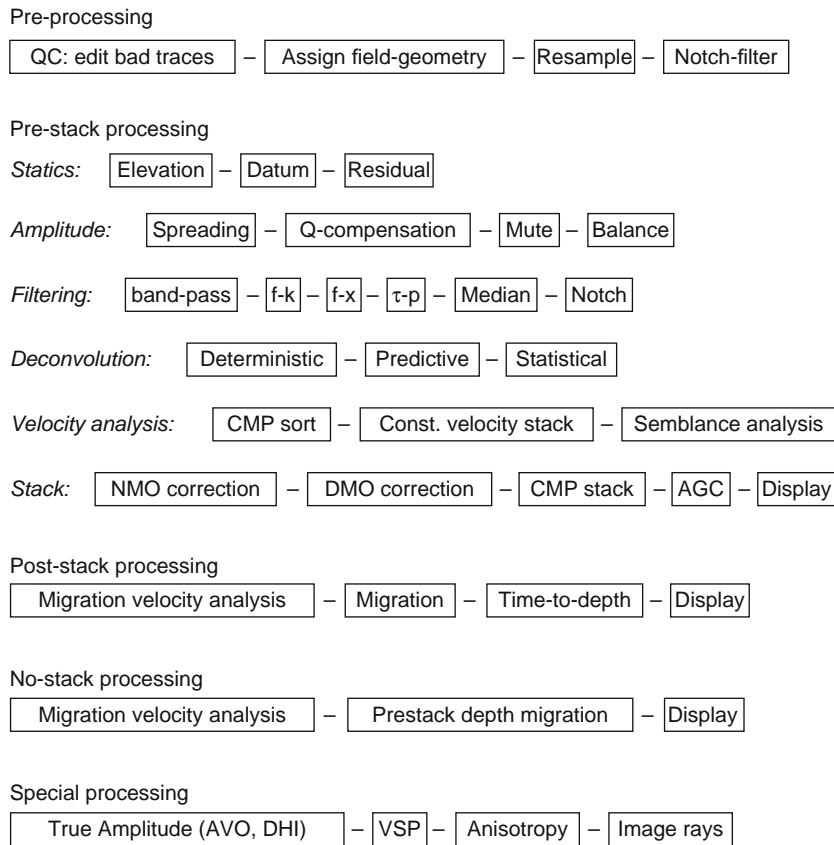 Pre-processing
QC: edit bad traces – Assign field-geometry – Resample – Notch-filter
Pre-stack processing
Statics: Elevation – Datum – Residual
Amplitude: Spreading – Q-compensation – Mute – Balance
Filtering: band-pass – f-k – f-x – τ-p – Median – Notch
Deconvolution: Deterministic – Predictive – Statistical
Velocity analysis: CMP sort – Const. velocity stack – Semblance analysis
Stack: NMO correction – DMO correction – CMP stack – AGC – Display
Post-stack processing
Migration velocity analysis – Migration – Time-to-depth – Display
No-stack processing
Migration velocity analysis – Prestack depth migration – Display
Special processing
True Amplitude (AVO, DHI) – VSP – Anisotropy – Image rays